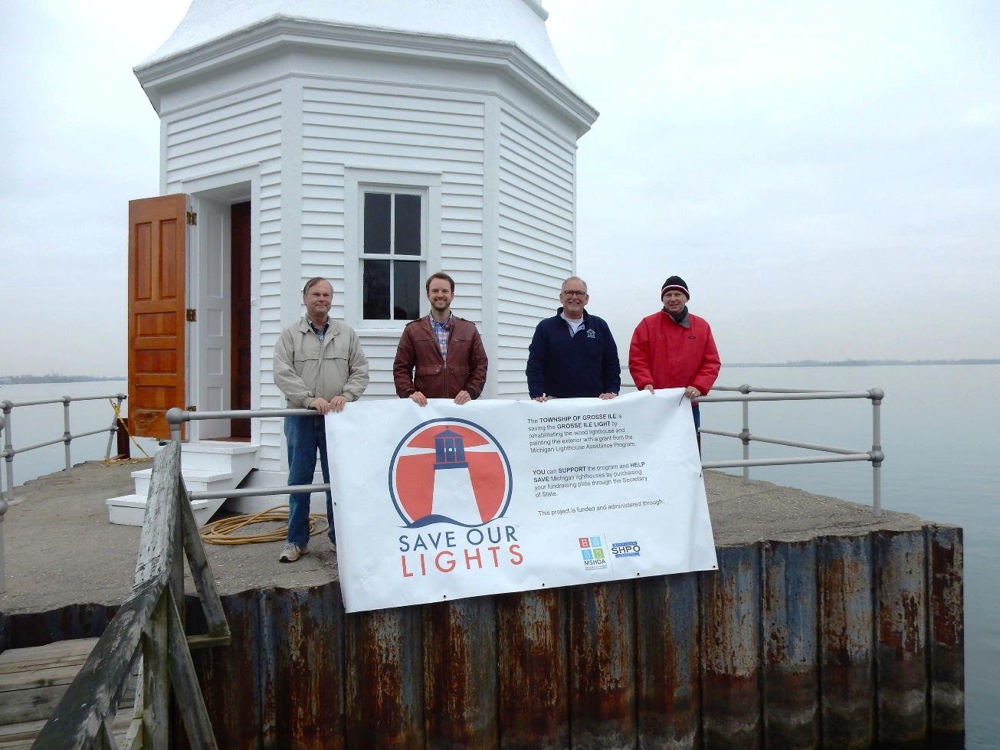 The TOWNSHIP OF GROSSE ILE is
saving the GROSSE ILE LIGHT by
rehabilitating the wood lighthouse and
painting the exterior with a grant from the
Michigan Lighthouse Assistance Program.
YOU can SUPPORT the program and HELP
SAVE Michigan lighthouses by purchasing
your fundraising plate through the Secretary
of State.
This project is funded and administered through:
SAVE OUR™
LIGHTS
MSHDA
MICHIGAN
SHPO